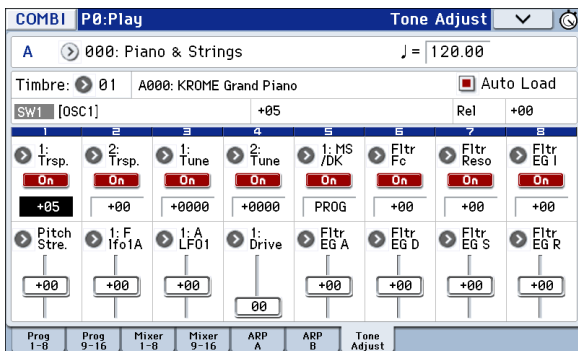 COMBI P0:Play Tone Adjust
A 000: Piano & Strings ♩= 120.00
Timbre: 01 A000: KROME Grand Piano Auto Load
SW1 [OSC1] +05 Rel +00
1 2 3 4 5 6 7 8
1: Trsp. 2: Trsp. 1: Tune 2: Tune 1: MS /DK Fltr Fc Fltr Reso Fltr EG I
On On On On On On On On
+05 +00 +0000 +0000 PROG +00 +00 +00
Pitch Stre. 1: F lfo1A 1: A LFO1 1: Drive Fltr EG A Fltr EG D Fltr EG S Fltr EG R
+00 +00 +00 00 +00 +00 +00 +00
Prog 1-8 Prog 9-16 Mixer 1-8 Mixer 9-16 ARP A ARP B Tone Adjust